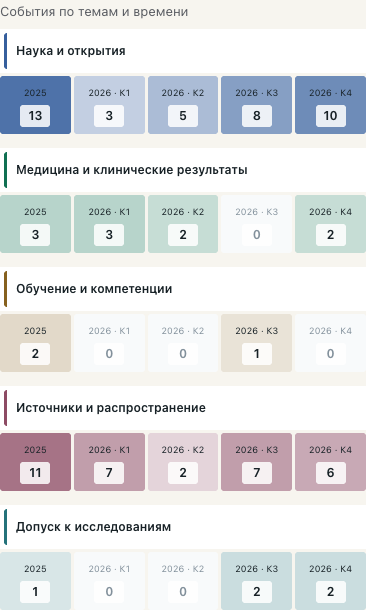 События по темам и времени
Наука и открытия
2025 2026 · К1 2026 · К2 2026 · К3 2026 · К4
13 3 5 8 10
Медицина и клинические результаты
2025 2026 · К1 2026 · К2 2026 · К3 2026 · К4
3 3 2 0 2
Обучение и компетенции
2025 2026 · К1 2026 · К2 2026 · К3 2026 · К4
2 0 0 1 0
Источники и распространение
2025 2026 · К1 2026 · К2 2026 · К3 2026 · К4
11 7 2 7 6
Допуск к исследованиям
2025 2026 · К1 2026 · К2 2026 · К3 2026 · К4
1 0 0 2 2